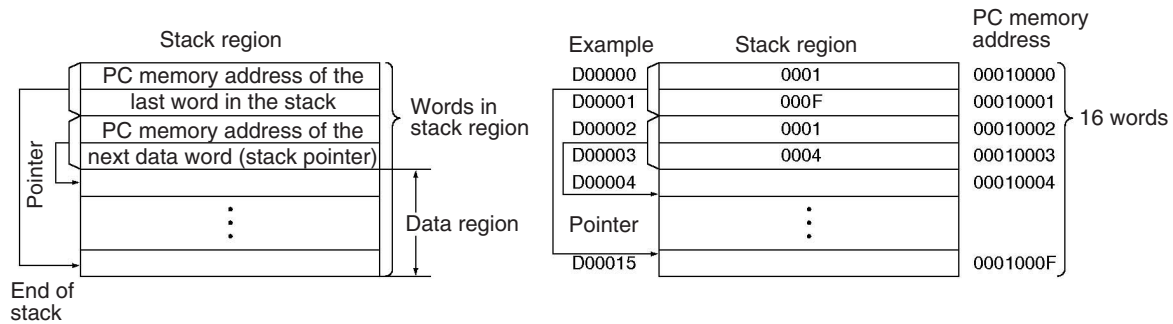 Stack region
PC memory address of the
last word in the stack
PC memory address of the
next data word (stack pointer)
Words in
stack region
Pointer
Data region
End of
stack
Example
Stack region
PC memory
address
D00000
0001
00010000
D00001
000F
00010001
D00002
0001
00010002
D00003
0004
00010003
D00004
00010004
Pointer
D00015
0001000F
16 words